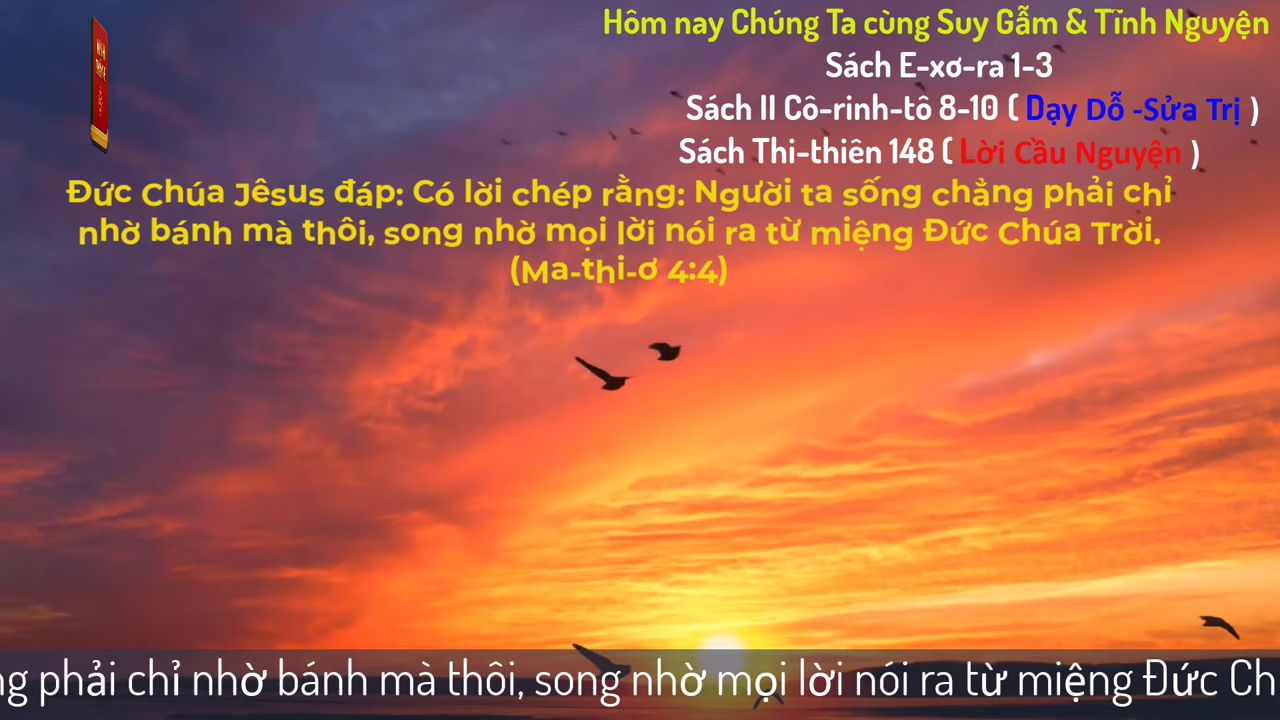 Hôm nay Chúng Ta cùng Suy Gẫm & Tĩnh Nguyện
Sách E-xơ-ra 1-3
Sách II Cô-rinh-tô 8-10 ( Dạy Dỗ -Sửa Trị )
Sách Thi-thiên 148 ( Lời Cầu Nguyện )
Đức Chúa Jêsus đáp: Có lời chép rằng: Người ta sống chẳng phải chỉ
nhờ bánh mà thôi, song nhờ mọi lời nói ra từ miệng Đức Chúa Trời.
(Ma-thi-ơ 4:4)
ng phải chỉ nhờ bánh mà thôi, song nhờ mọi lời nói ra từ miệng Đức Ch